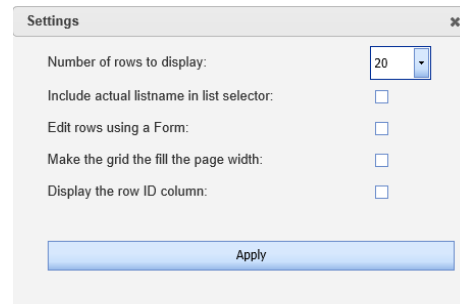 Settings
Number of rows to display: 20
Include actual listname in list selector:
Edit rows using a Form:
Make the grid the fill the page width:
Display the row ID column:
Apply